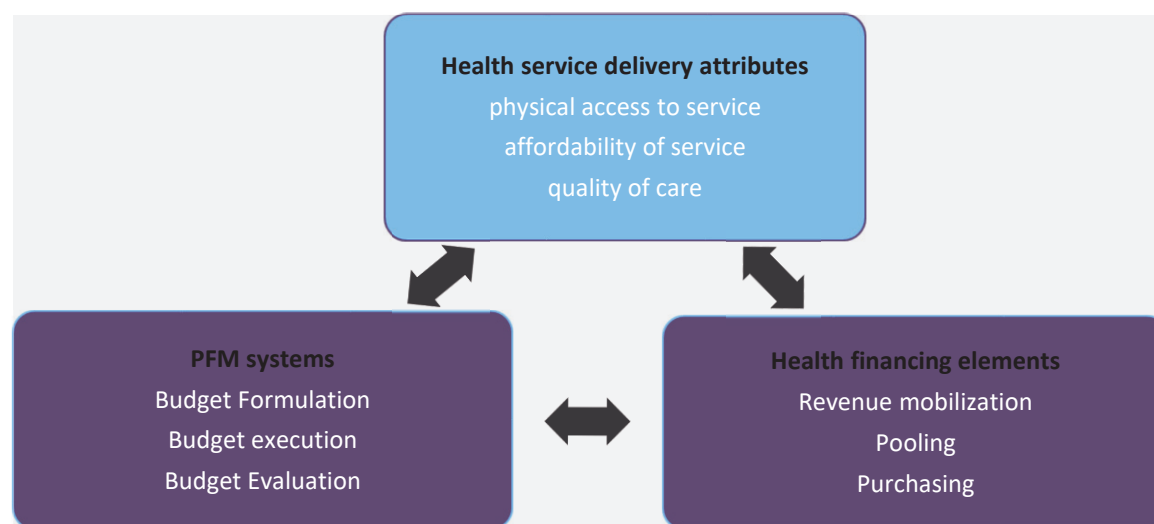 Health service delivery attributes
physical access to service
affordability of service
quality of care
PFM systems
Budget Formulation
Budget execution
Budget Evaluation
Health financing elements
Revenue mobilization
Pooling
Purchasing